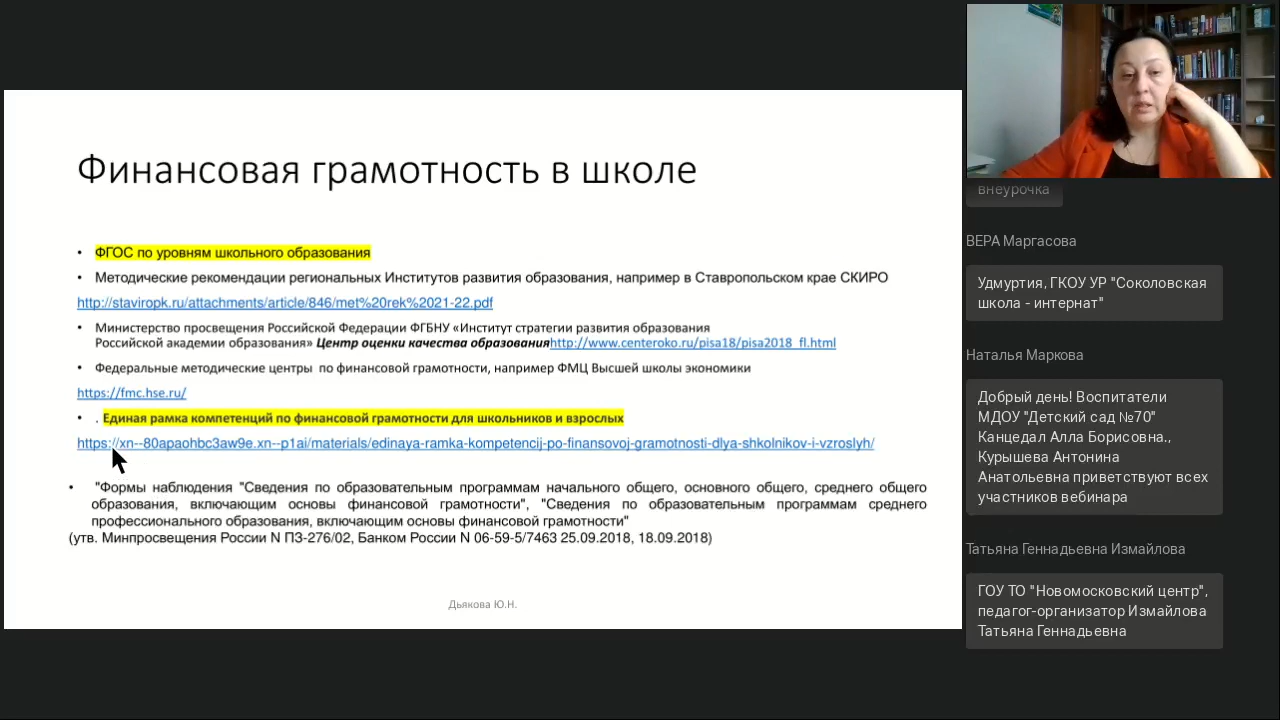 Финансовая грамотность в школе
• ФГОС по уровням школьного образования
• Методические рекомендации региональных Институтов развития образования, например в Ставропольском крае СКИРО
http://staviropk.ru/attachments/article/846/met%20rek%2021-22.pdf
• Министерство просвещения Российской Федерации ФГБНУ «Институт стратегии развития образования
Российской академии образования» Центр оценки качества образованияhttp://www.centeroko.ru/pisa18/pisa2018_fl.html
• Федеральные методические центры по финансовой грамотности, например ФМЦ Высшей школы экономики
https://fmc.hse.ru/
• . Единая рамка компетенций по финансовой грамотности для школьников и взрослых
https://xn--80apaohbc3aw9e.xn--p1ai/materials/edinaya-ramka-kompetencij-po-finansovoj-gramotnosti-dlya-shkolnikov-i-vzroslyh/
• "Формы наблюдения "Сведения по образовательным программам начального общего, основного общего, среднего общего
образования, включающим основы финансовой грамотности", "Сведения по образовательным программам среднего
профессионального образования, включающим основы финансовой грамотности"
(утв. Минпросвещения России N ПЗ-276/02, Банком России N 06-59-5/7463 25.09.2018, 18.09.2018)
Дьякова Ю.Н.
внеурочка
ВЕРА Маргасова
Удмуртия, ГКОУ УР "Соколовская
школа - интернат"
Наталья Маркова
Добрый день! Воспитатели
МДОУ "Детский сад №70"
Канцедал Алла Борисовна.,
Курышева Антонина
Анатольевна приветствуют всех
участников вебинара
Татьяна Геннадьевна Измайлова
ГОУ ТО "Новомосковский центр",
педагог-организатор Измайлова
Татьяна Геннадьевна